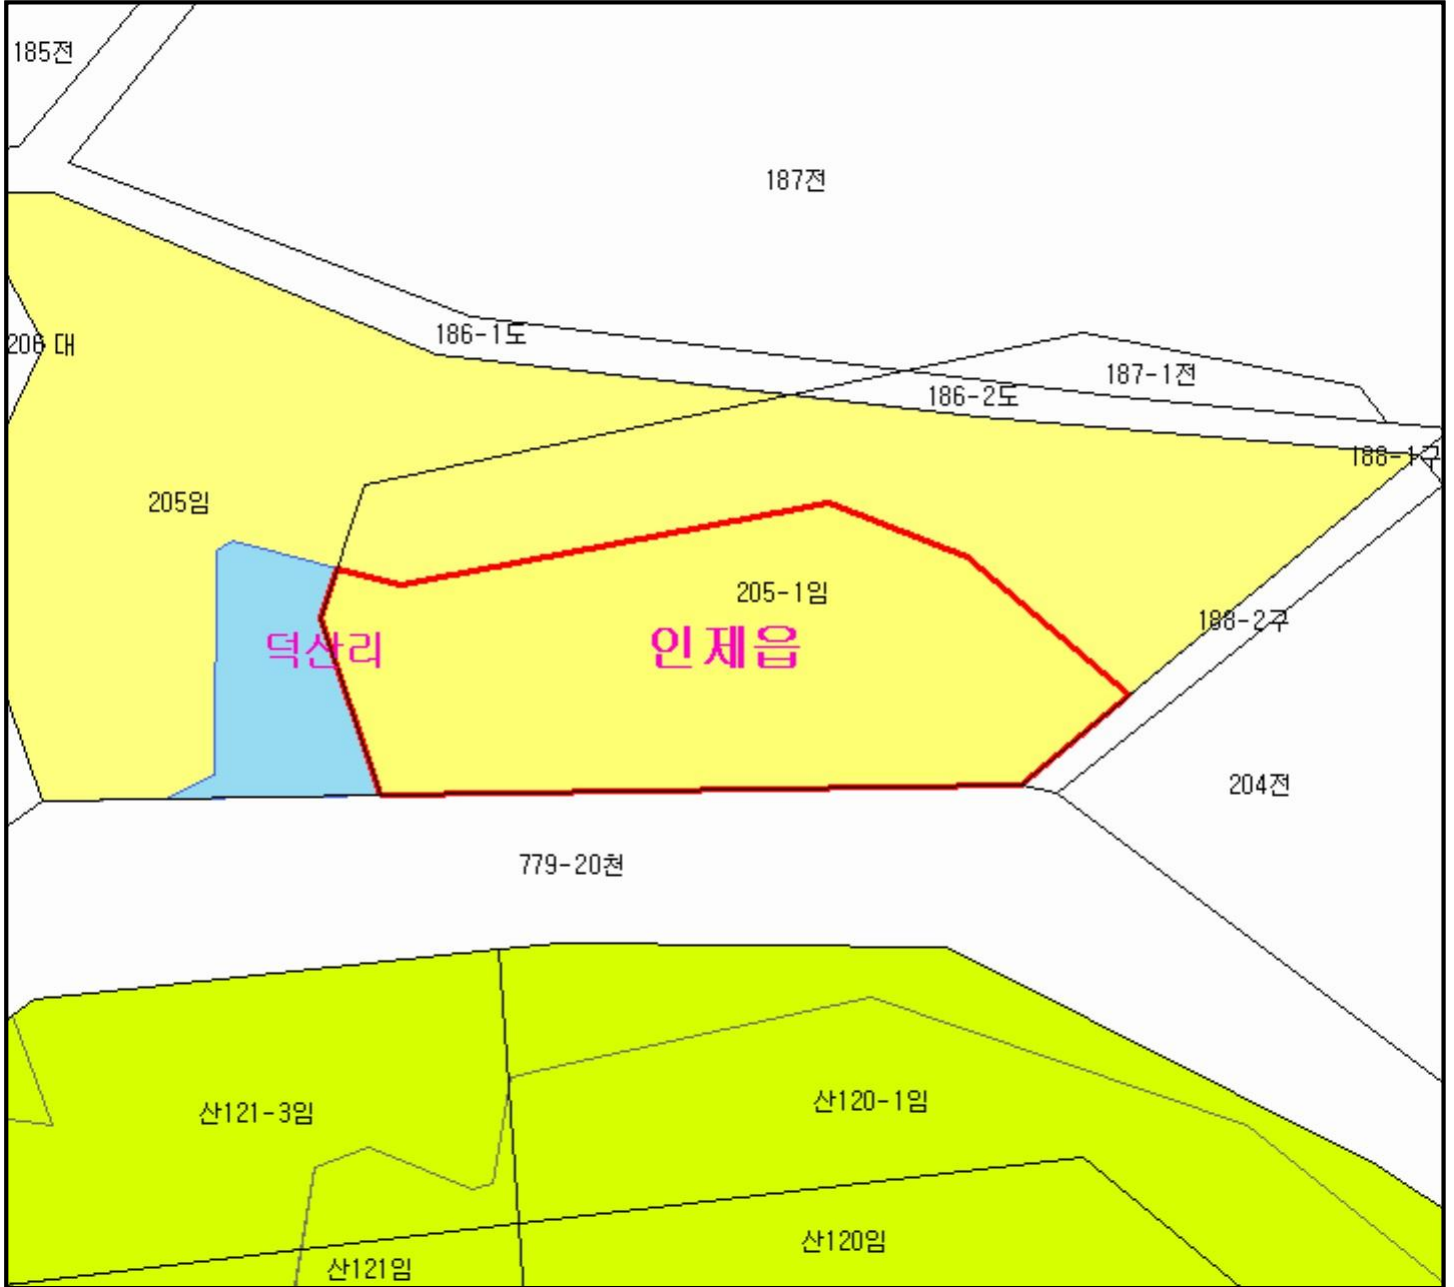 185전
187전
186-1도
206 대
187-1전
186-2도
188-1구
205임
205-1임
188-2구
덕산리
인제읍
204전
779-20천
산121-3임
산120-1임
산120임
산121임